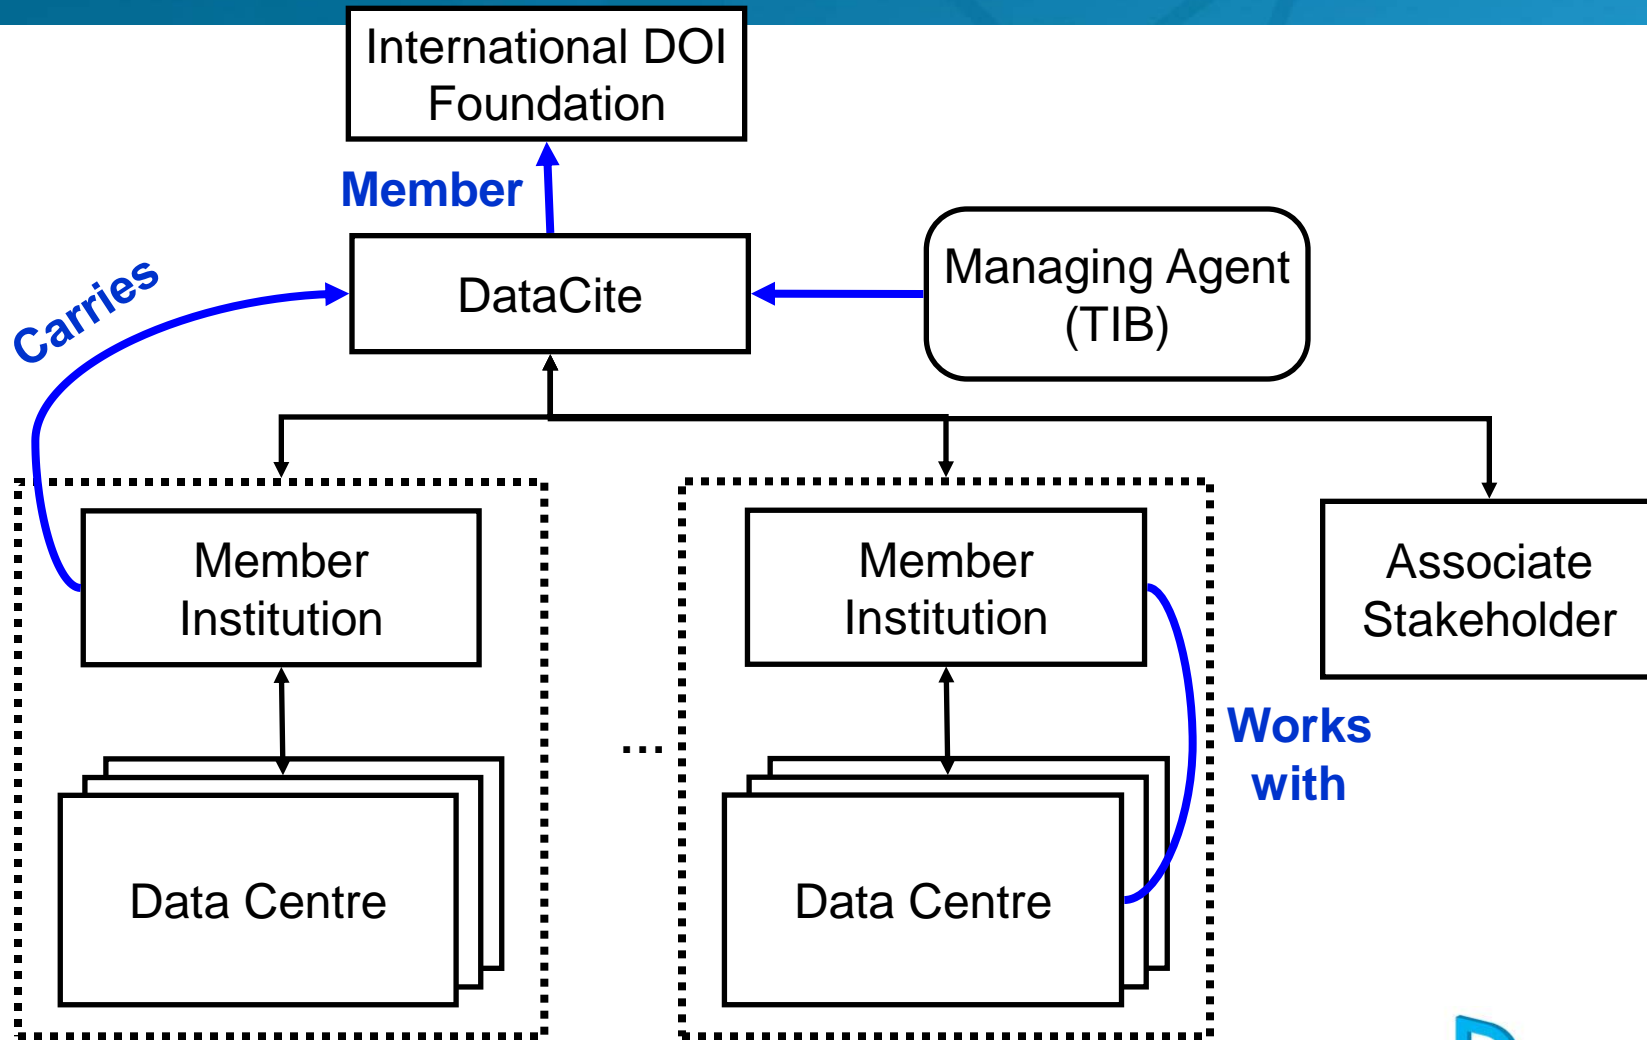 International DOI
Foundation
Member
Carries
DataCite
Managing Agent
(TIB)
Member
Institution
Member
Institution
Associate
Stakeholder
...
Works
with
Data Centre
Data Centre